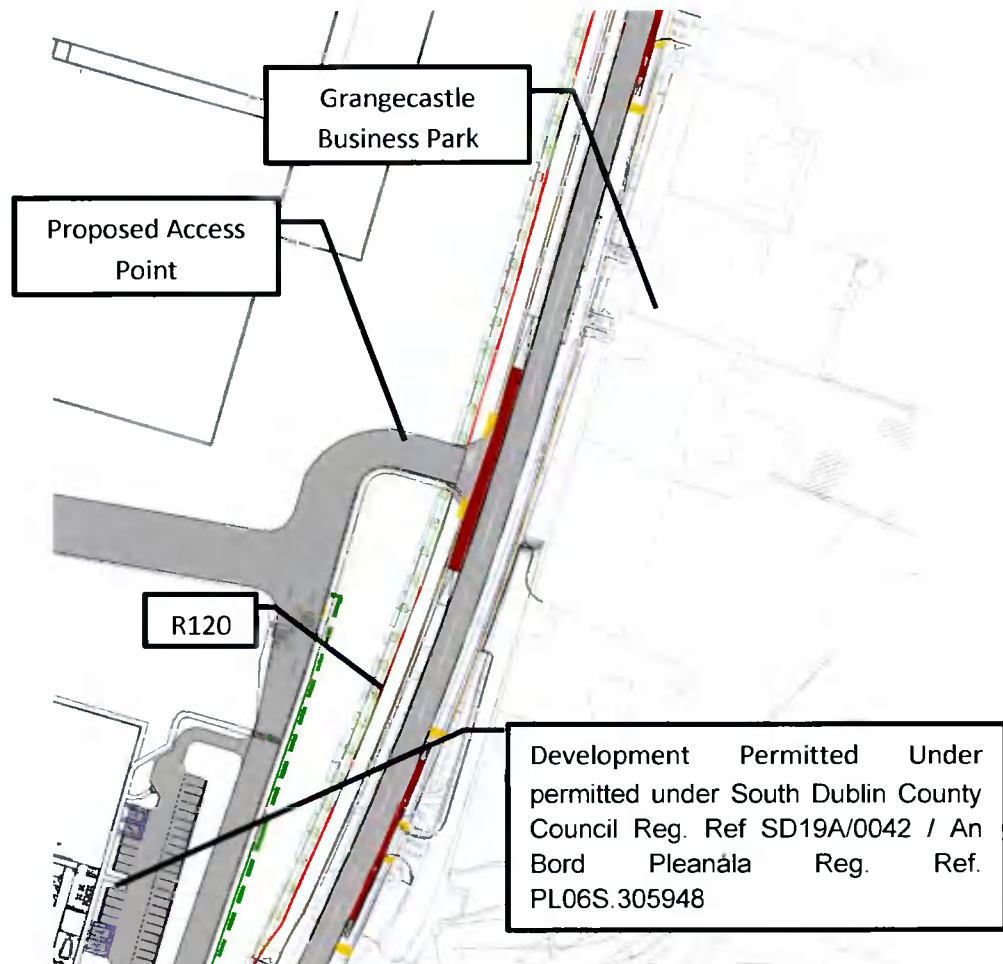 Grangecastle
Business Park
Proposed Access
Point
R120
Development Permitted Under
permitted under South Dublin County
Council Reg. Ref SD19A/0042 / An
Bord Pleanála Reg. Ref.
PL06S.305948